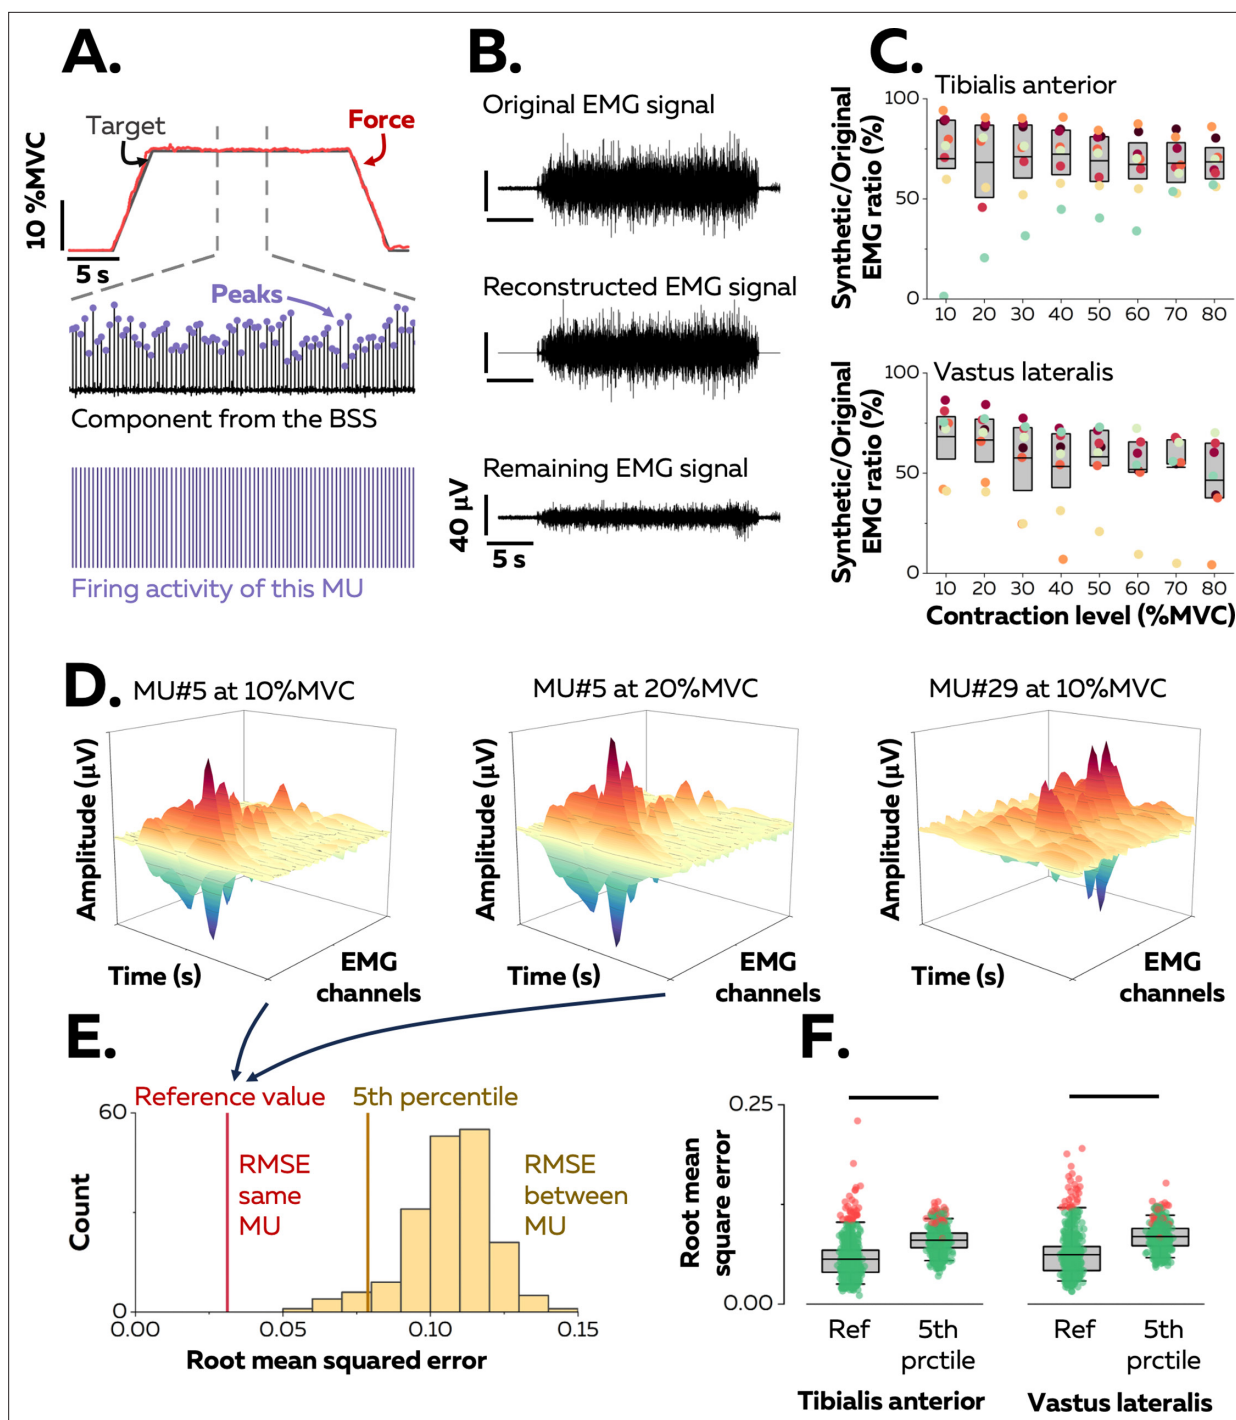 A.
Target
Force
10 %MVC
5 s
Peaks
Component from the BSS
Firing activity of this MU
B.
Original EMG signal
Reconstructed EMG signal
Remaining EMG signal
40 μV
5 s
C.
Tibialis anterior
Synthetic/Original
EMG ratio (%)
100
50
0
10 20 30 40 50 60 70 80
Vastus lateralis
Synthetic/Original
EMG ratio (%)
100
50
0
10 20 30 40 50 60 70 80
Contraction level (%MVC)
D.
MU#5 at 10%MVC
Amplitude (μV)
Time (s)
EMG
channels
MU#5 at 20%MVC
Amplitude (μV)
Time (s)
EMG
channels
MU#29 at 10%MVC
Amplitude (μV)
Time (s)
EMG
channels
E.
Reference value
5th percentile
60
Count
0
RMSE
same
MU
RMSE
between
MU
0.00 0.05 0.10 0.15
Root mean squared error
F.
0.25
Root mean
square error
0.00
Ref
5th
prctile
Tibialis anterior
Ref
5th
prctile
Vastus lateralis